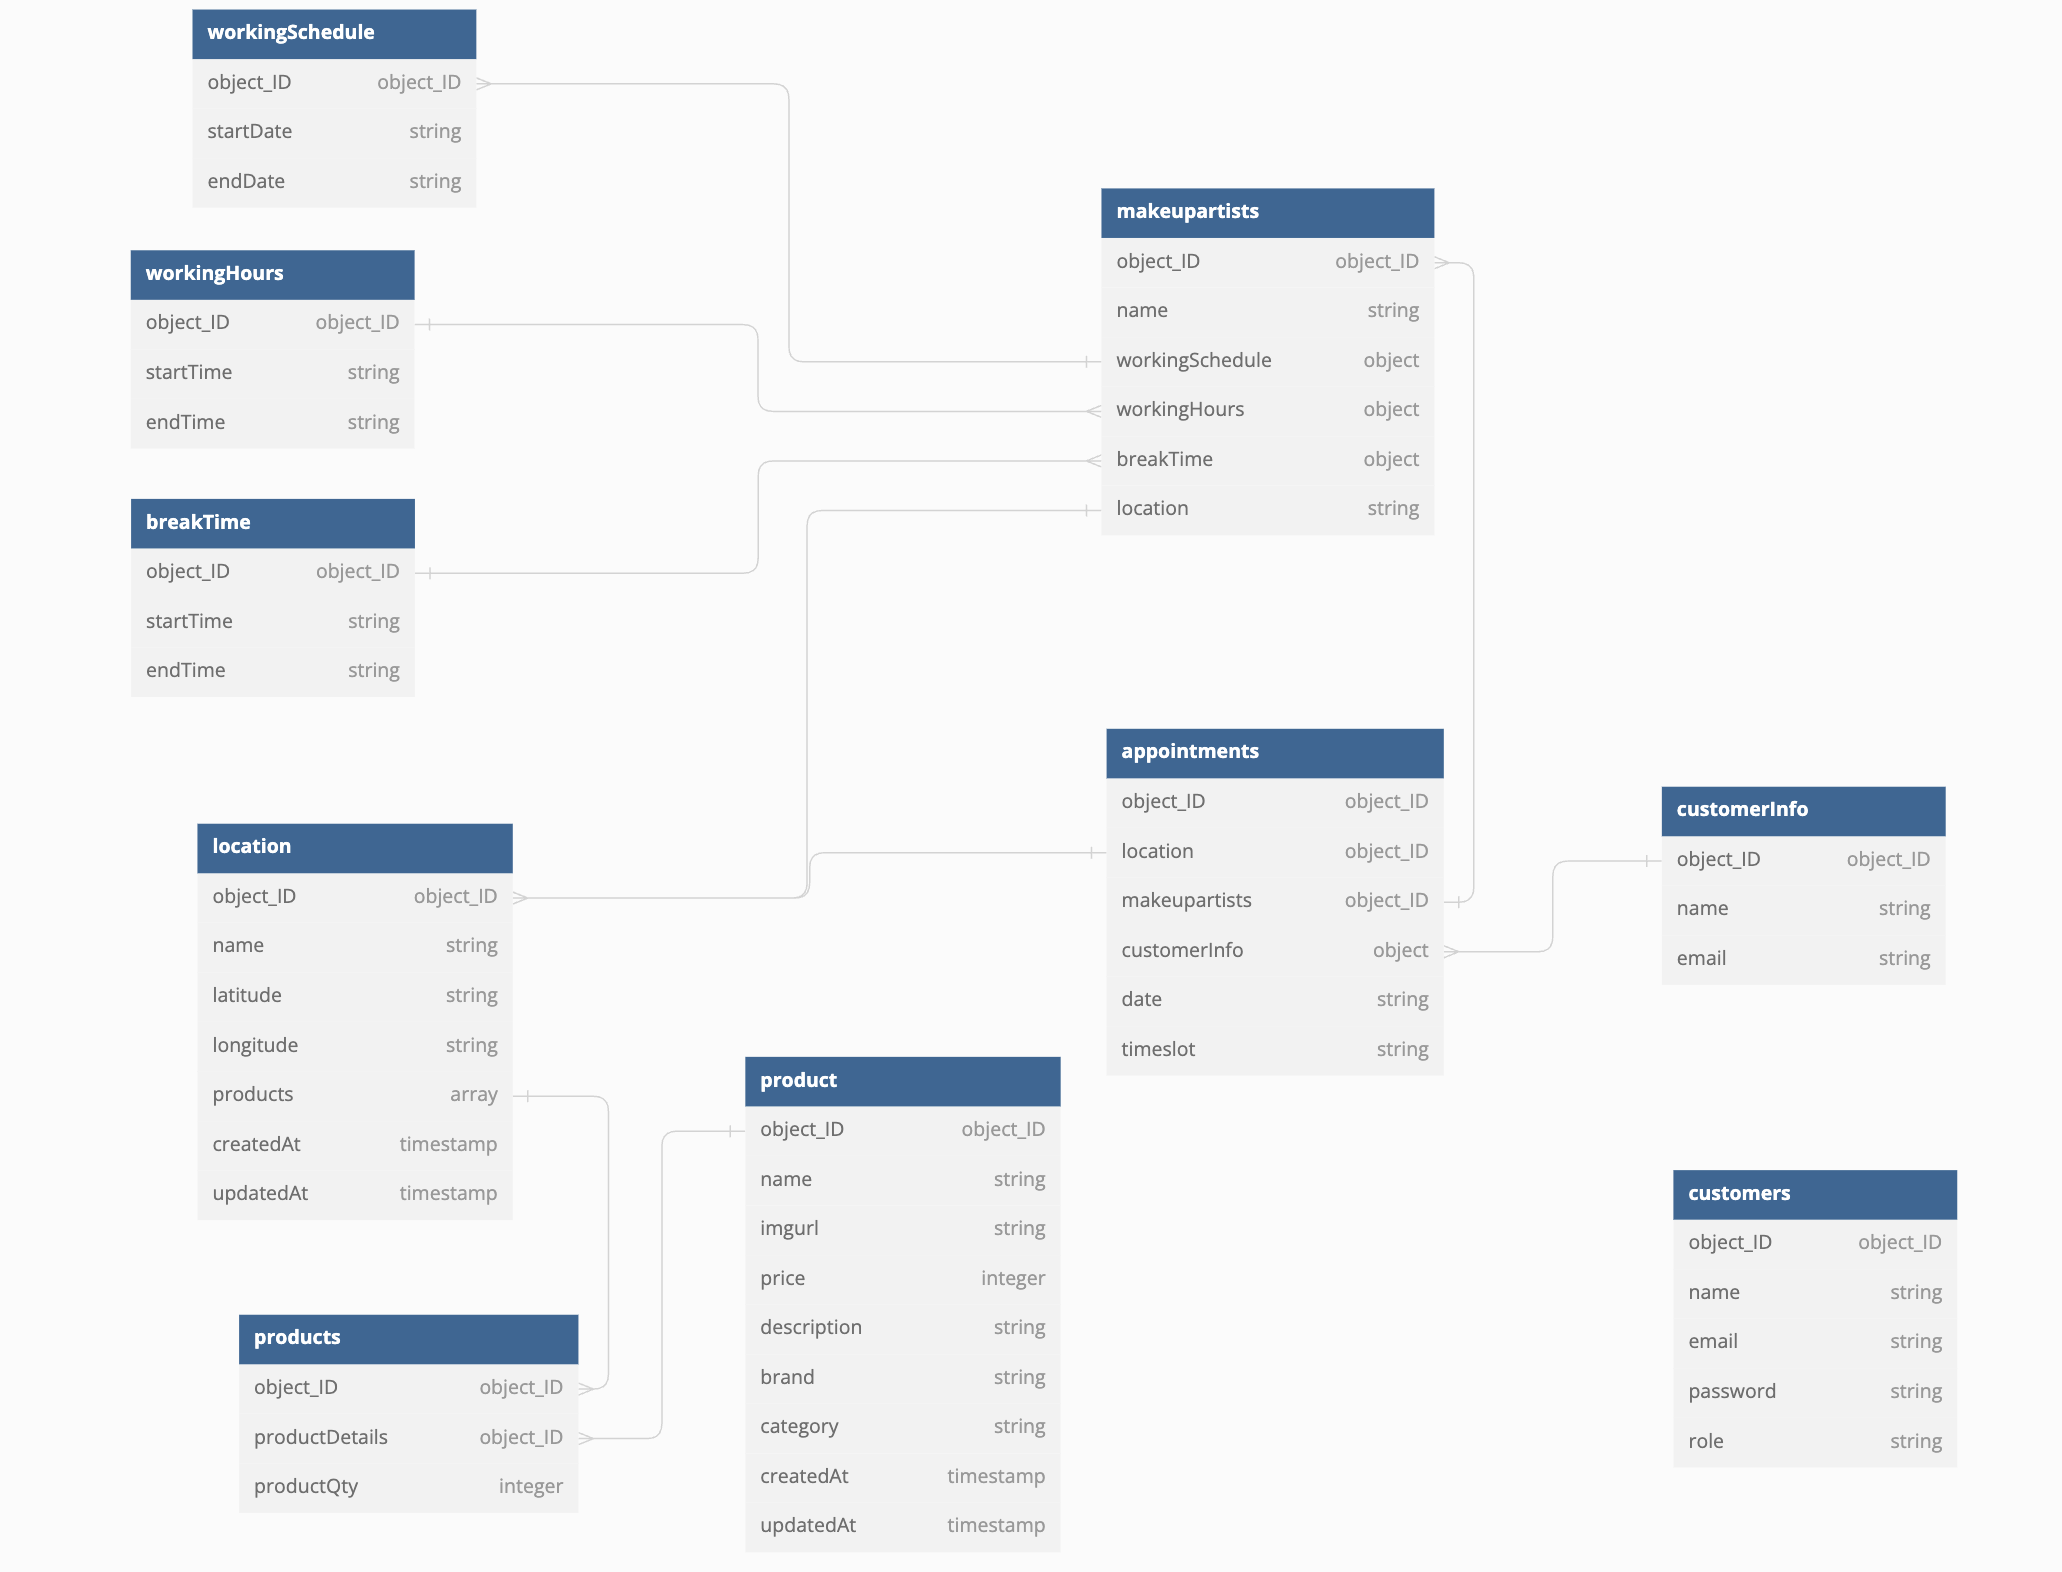 workingSchedule
object_ID object_ID
startDate string
endDate string
workingHours
object_ID object_ID
startTime string
endTime string
breakTime
object_ID object_ID
startTime string
endTime string
makeupartists
object_ID object_ID
name string
workingSchedule object
workingHours object
breakTime object
location string
appointments
object_ID object_ID
location object_ID
makeupartists object_ID
customerInfo object
date string
timeslot string
customerInfo
object_ID object_ID
name string
email string
location
object_ID object_ID
name string
latitude string
longitude string
products array
createdAt timestamp
updatedAt timestamp
product
object_ID object_ID
name string
imgurl string
price integer
description string
brand string
category string
createdAt timestamp
updatedAt timestamp
customers
object_ID object_ID
name string
email string
password string
role string
products
object_ID object_ID
productDetails object_ID
productQty integer